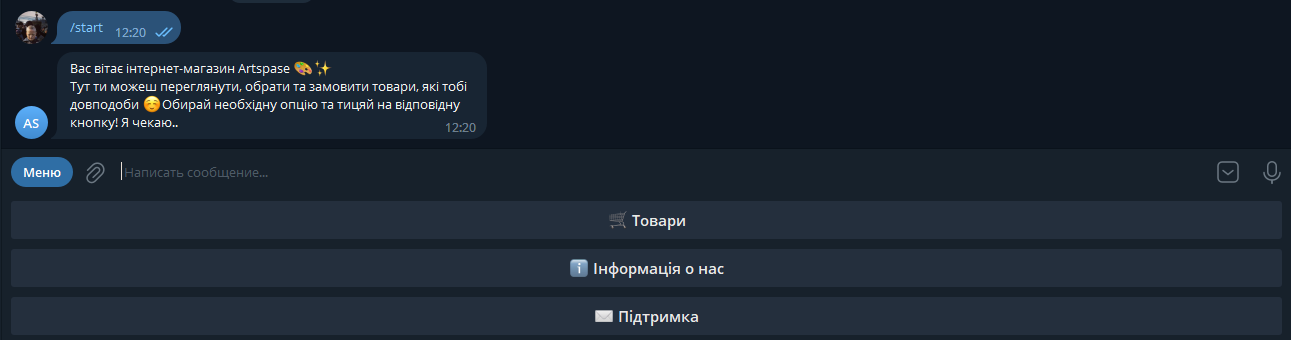 /start
12:20
Вас вітає інтернет-магазин Artspase 🎨✨
Тут ти можеш переглянути, обрати та замовити товари, які тобі
довподоби ☺️Обирай необхідну опцію та тицяй на відповідну
кнопку! Я чекаю..
12:20
AS
Меню
Написать сообщение...
🛒 Товари
ℹ️ Інформація о нас
✉️ Підтримка